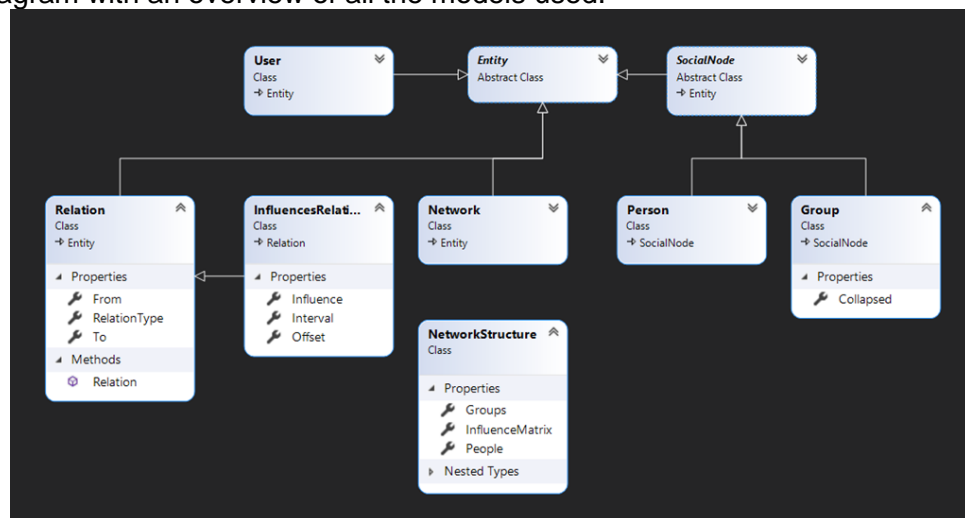 agram with an overview of all the models used.
User
Class
Entity
Entity
Abstract Class
SocialNode
Abstract Class
Entity
Relation
Class
Entity
Properties
From
RelationType
To
Methods
Relation
InfluencesRelati...
Class
Relation
Properties
Influence
Interval
Offset
Network
Class
Entity
Person
Class
SocialNode
Group
Class
SocialNode
Properties
Collapsed
NetworkStructure
Class
Properties
Groups
InfluenceMatrix
People
Nested Types